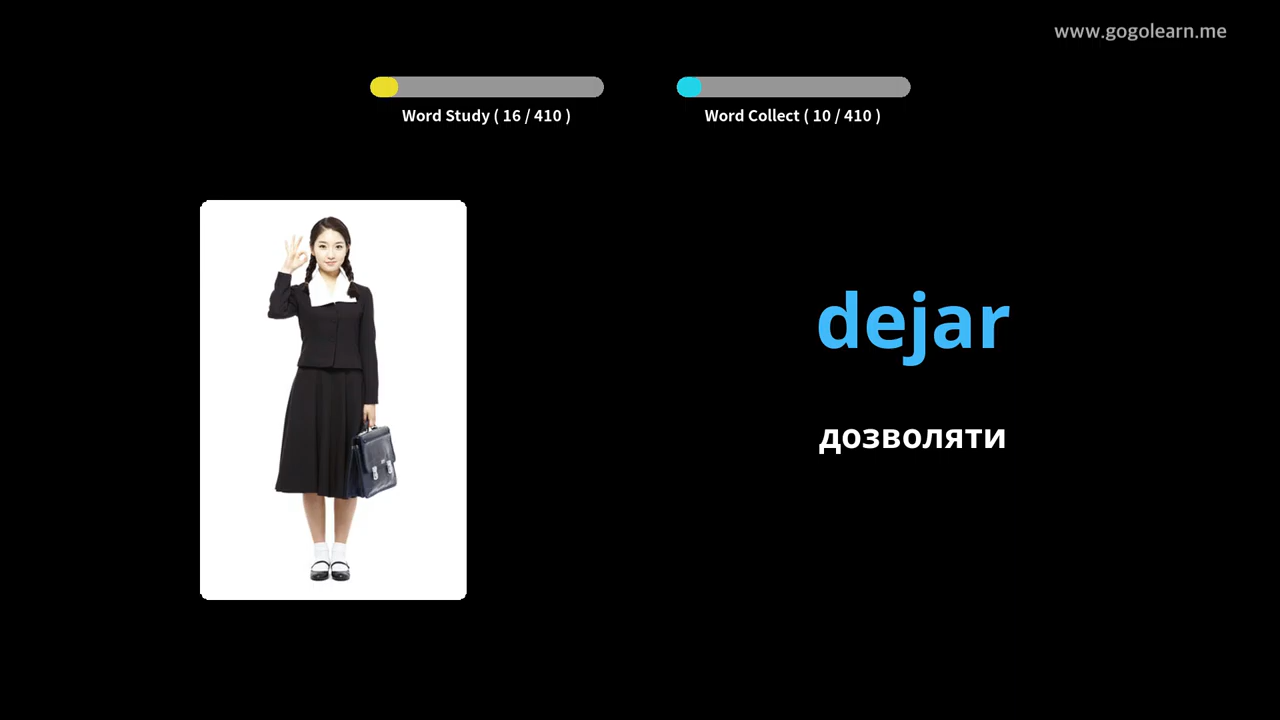 www.gogolearn.me
Word Study ( 16 / 410 )
Word Collect ( 10 / 410 )
dejar
дозволяти